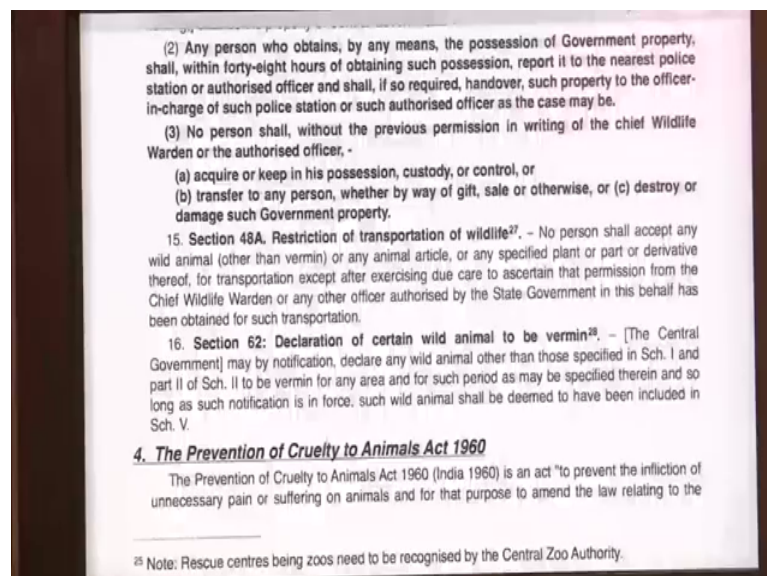 (2) Any person who obtains, by any means, the possession of Government property,
shall, within forty-eight hours of obtaining such possession, report it to the nearest police
station or authorised officer and shall, if so required, handover, such property to the officer-
in-charge of such police station or such authorised officer as the case may be.
(3) No person shall, without the previous permission in writing of the chief Wildlife
Warden or the authorised officer, -
(a) acquire or keep in his possession, custody, or control, or
(b) transfer to any person, whether by way of gift, sale or otherwise, or (c) destroy or
damage such Government property.
15. Section 48A. Restriction of transportation of wildlife27. – No person shall accept any
wild animal (other than vermin) or any animal article, or any specified plant or part or derivative
thereof, for transportation except after exercising due care to ascertain that permission from the
Chief Wildlife Warden or any other officer authorised by the State Government in this behalf has
been obtained for such transportation.
16. Section 62: Declaration of certain wild animal to be vermin28. – [The Central
Government] may by notification, declare any wild animal other than those specified in Sch. I and
part II of Sch. II to be vermin for any area and for such period as may be specified therein and so
long as such notification is in force, such wild animal shall be deemed to have been included in
Sch. V.
4. The Prevention of Cruelty to Animals Act 1960
The Prevention of Cruelty to Animals Act 1960 (India 1960) is an act "to prevent the infliction of
unnecessary pain or suffering on animals and for that purpose to amend the law relating to the
25 Note: Rescue centres being zoos need to be recognised by the Central Zoo Authority.